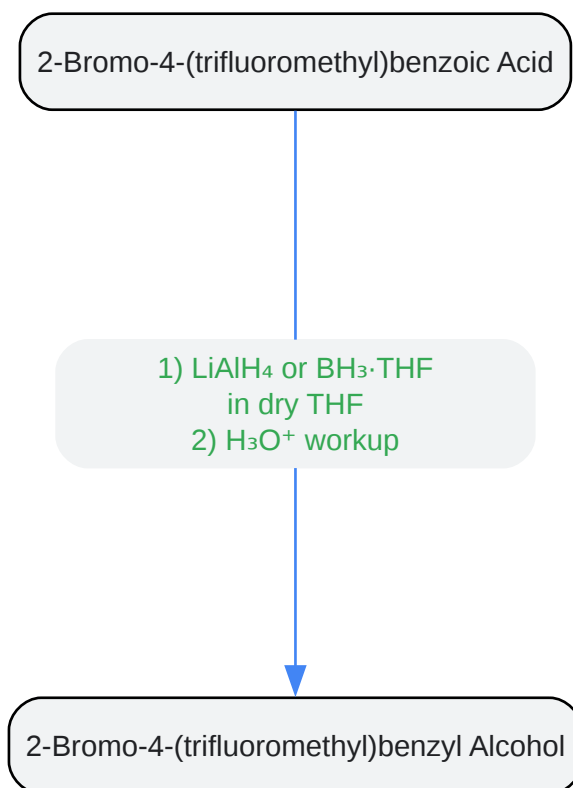 2-Bromo-4-(trifluoromethyl)benzoic Acid
1) LiAlH₄ or BH₃·THF
in dry THF
2) H₃O⁺ workup
2-Bromo-4-(trifluoromethyl)benzyl Alcohol